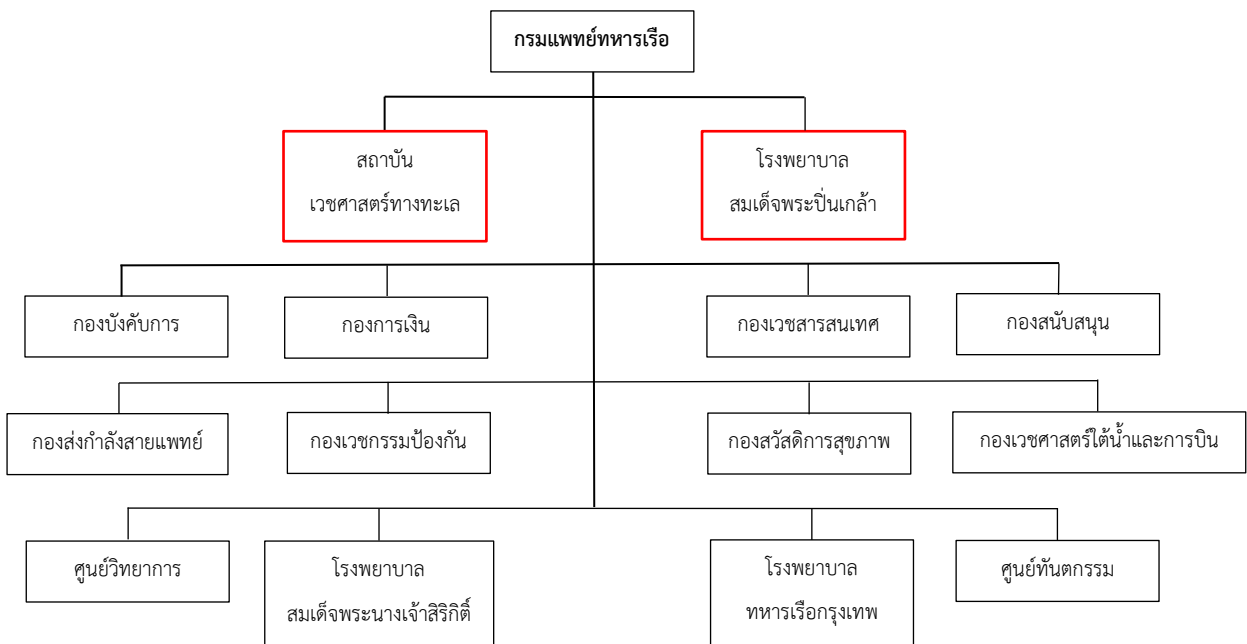 กรมแพทย์ทหารเรือ
สถาบัน
เวชศาสตร์ทางทะเล
โรงพยาบาล
สมเด็จพระปิ่นเกล้า
กองบังคับการ
กองการเงิน
กองเวชสารสนเทศ
กองสนับสนุน
กองส่งกำลังสายแพทย์
กองเวชกรรมป้องกัน
กองสวัสดิการสุขภาพ
กองเวชศาสตร์ใต้น้ำและการบิน
ศูนย์วิทยาการ
โรงพยาบาล
สมเด็จพระนางเจ้าสิริกิติ์
โรงพยาบาล
ทหารเรือกรุงเทพ
ศูนย์ทันตกรรม